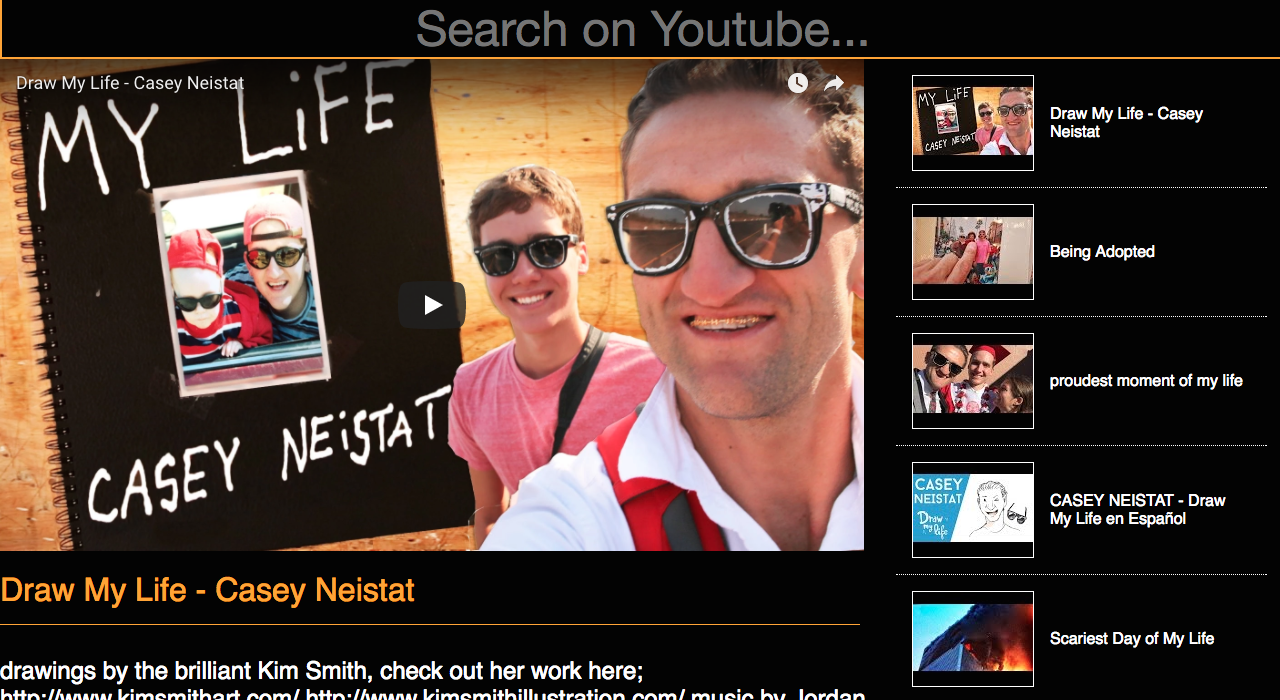 Search on Youtube...
Draw My Life - Casey Neistat
MY LiFE
CASEY NEiSTAT
Draw My Life - Casey Neistat
drawings by the brilliant Kim Smith, check out her work here;
http://www.kimsmithart.com/ http://www.kimsmithillustration.com/ music by Jordan
MY LiFE
CASEY NEiSTAT
Draw My Life - Casey
Neistat
Being Adopted
proudest moment of my life
CASEY
NEISTAT
Draw
my life
CASEY NEISTAT - Draw
My Life en Español
Scariest Day of My Life